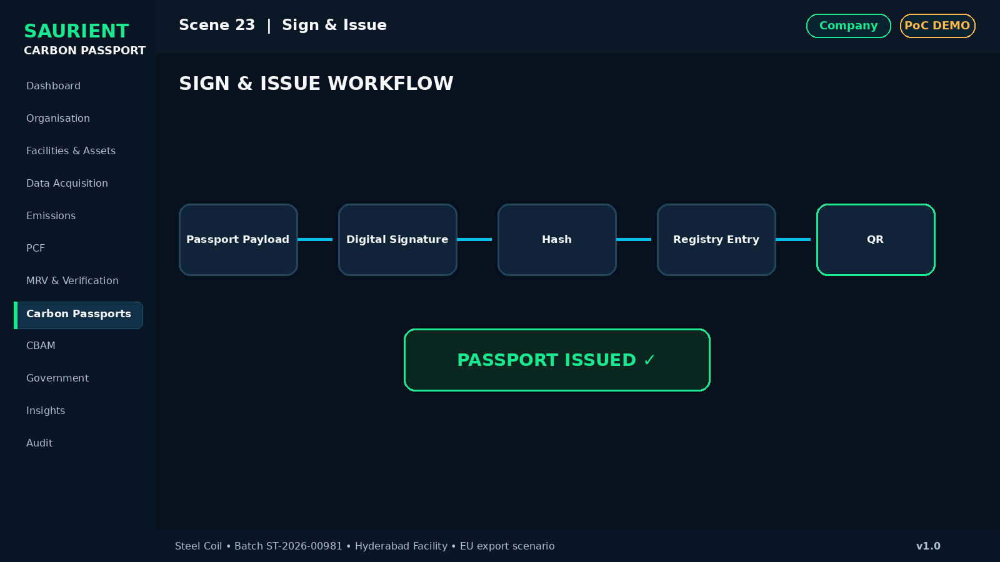 SAURIENT
CARBON PASSPORT
Dashboard
Organisation
Facilities & Assets
Data Acquisition
Emissions
PCF
MRV & Verification
Carbon Passports
CBAM
Government
Insights
Audit
Scene 23 | Sign & Issue
Company
PoC DEMO
SIGN & ISSUE WORKFLOW
Passport Payload
Digital Signature
Hash
Registry Entry
QR
PASSPORT ISSUED ✓
Steel Coil • Batch ST-2026-00981 • Hyderabad Facility • EU export scenario
v1.0